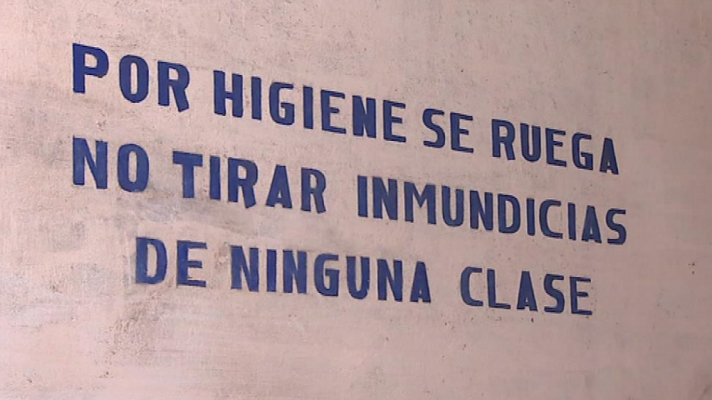 POR HIGIENE SE RUEGA
NO TIRAR INMUNDICIAS
DE NINGUNA CLASE